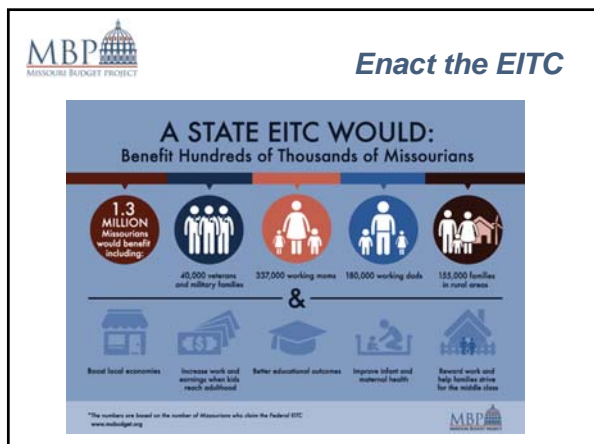 MBP
MISSOURI BUDGET PROJECT
Enact the EITC
A STATE EITC WOULD:
Benefit Hundreds of Thousands of Missourians
1.3
MILLION
Missourians
would benefit
including:
40,000 veterans
and military families
337,000 working moms
180,000 working dads
155,000 families
in rural areas
&
Boost local economies
Increase work and
earnings when kids
reach adulthood
Better educational outcomes
Improve infant and
maternal health
Reward work and
help families strive
for the middle class
*The numbers are based on the number of Missourians who claim the Federal EITC
www.mobudget.org
MBP
MISSOURI BUDGET PROJECT